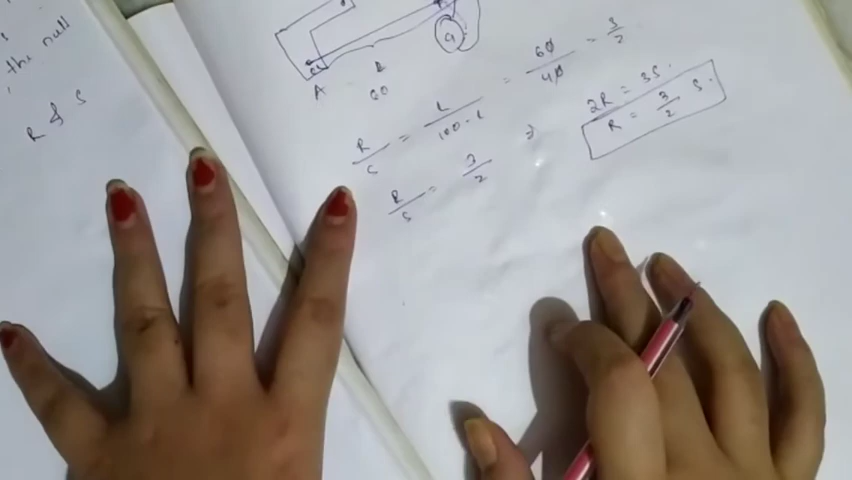 the null
R & S
G
A
60
R/S = l/100-l = 60/40 = 3/2
R/S = 3/2 ⇒ 2R = 3S.
R = 3/2 S.